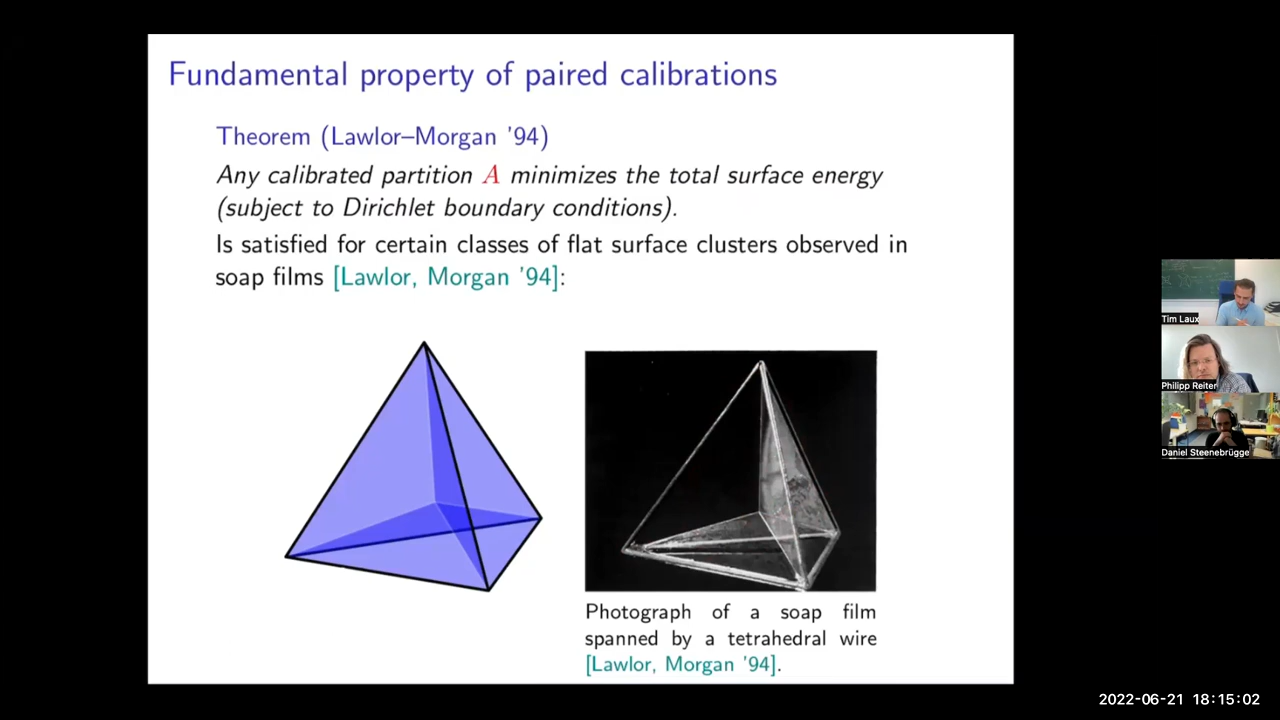 Fundamental property of paired calibrations
Theorem (Lawlor–Morgan '94)
Any calibrated partition A minimizes the total surface energy
(subject to Dirichlet boundary conditions).
Is satisfied for certain classes of flat surface clusters observed in
soap films [Lawlor, Morgan '94]:
Photograph of a soap film
spanned by a tetrahedral wire
[Lawlor, Morgan '94].
Tim Laux
Philipp Reiter
Daniel Steenebrügge
2022-06-21 18:15:02